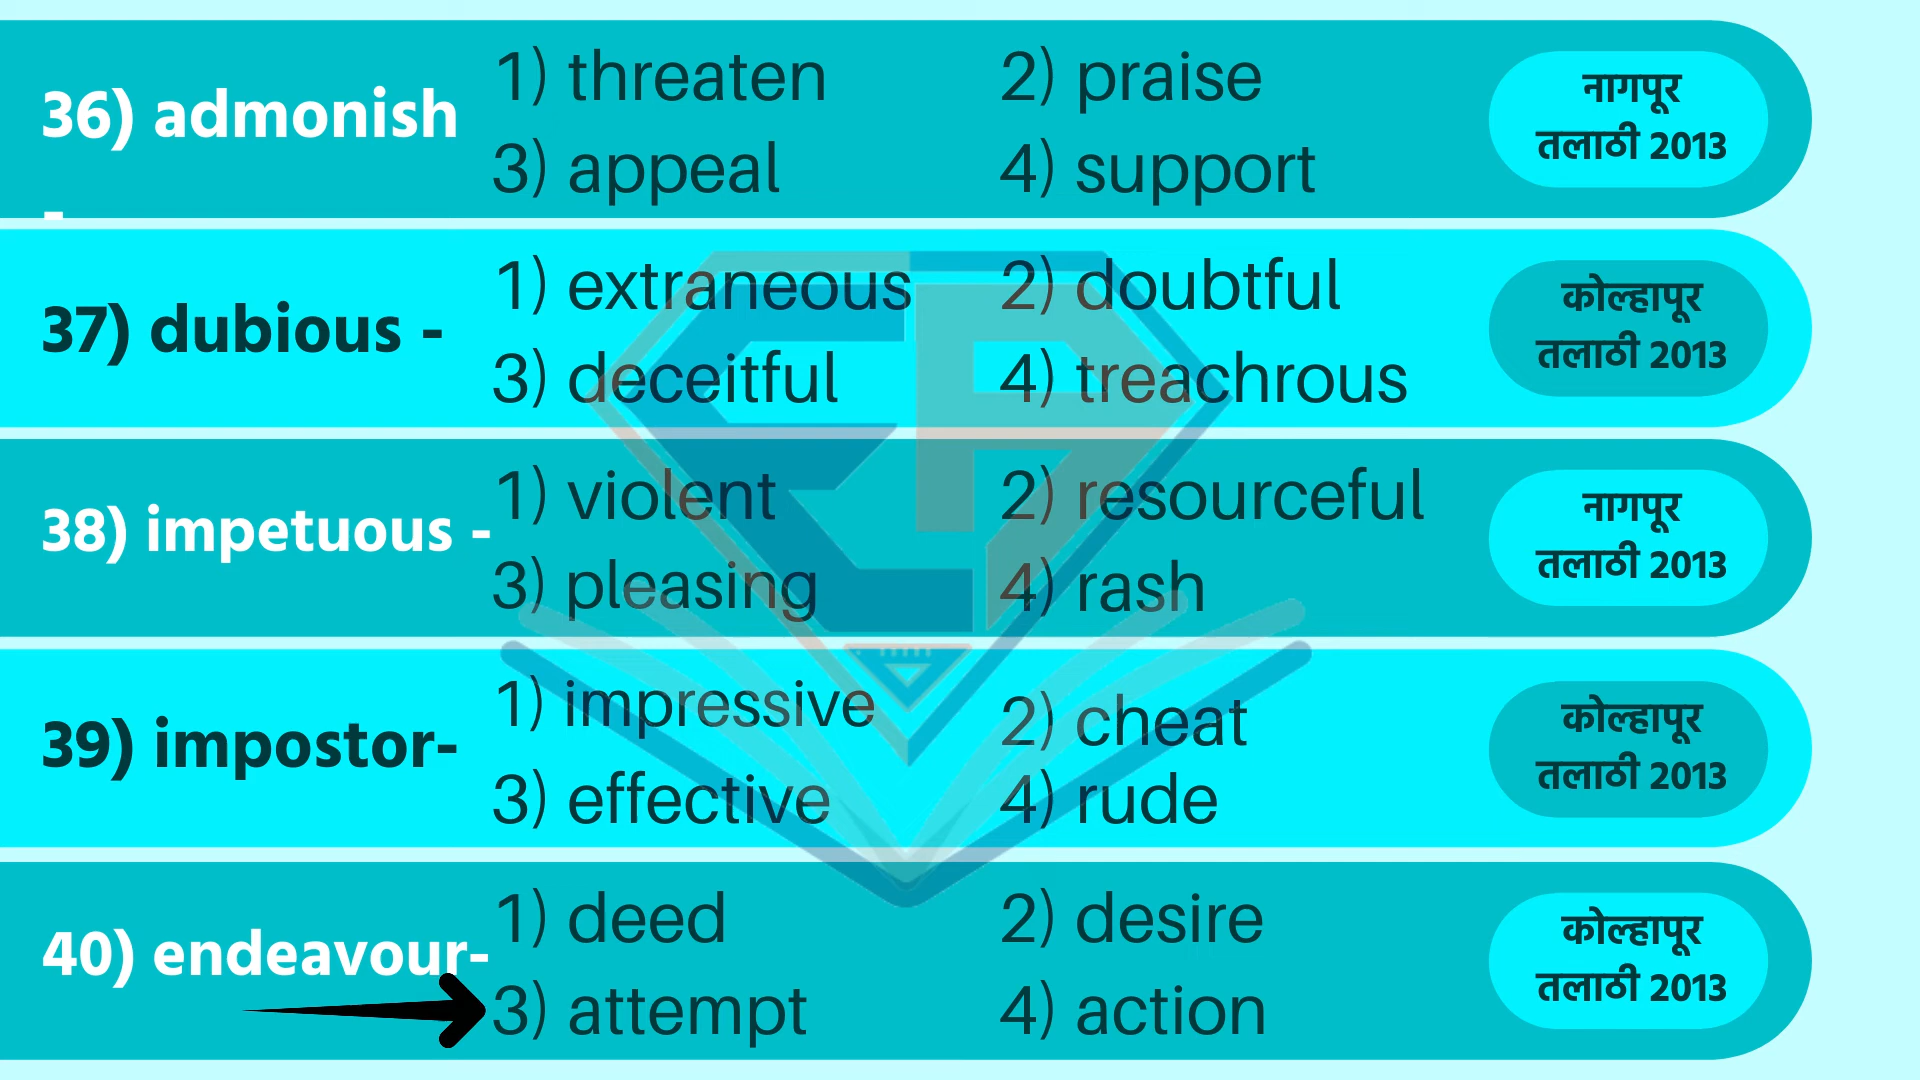 36) admonish
-
1) threaten
2) praise
3) appeal
4) support
नागपूर
तलाठी 2013
37) dubious -
1) extraneous
2) doubtful
3) deceitful
4) treachrous
कोल्हापूर
तलाठी 2013
38) impetuous -
1) violent
2) resourceful
3) pleasing
4) rash
नागपूर
तलाठी 2013
39) impostor-
1) impressive
2) cheat
3) effective
4) rude
कोल्हापूर
तलाठी 2013
40) endeavour-
1) deed
2) desire
3) attempt
4) action
कोल्हापूर
तलाठी 2013